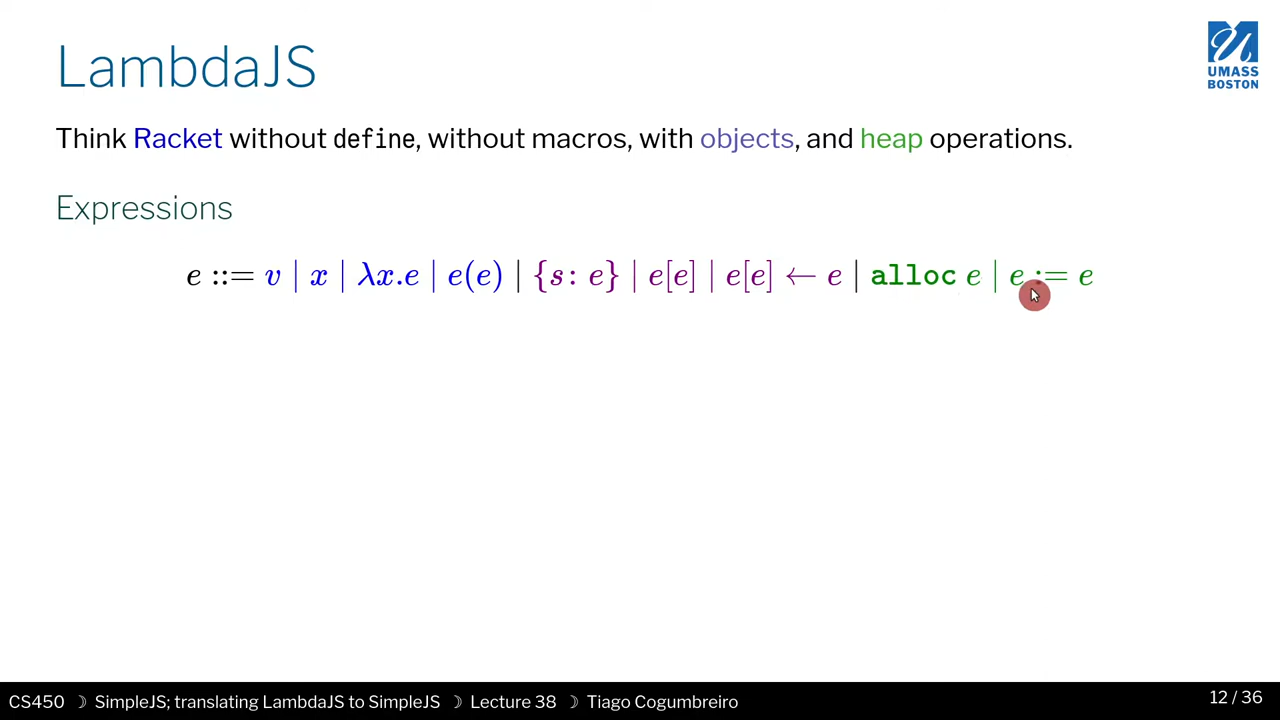 LambdaJS
UMASS
BOSTON
Think Racket without define, without macros, with objects, and heap operations.
Expressions
e ::= v | x | λx.e | e(e) | {s: e} | e[e] | e[e] ← e | alloc e | e := e
CS450 ☽ SimpleJS; translating LambdaJS to SimpleJS ☽ Lecture 38 ☽ Tiago Cogumbreiro
12 / 36